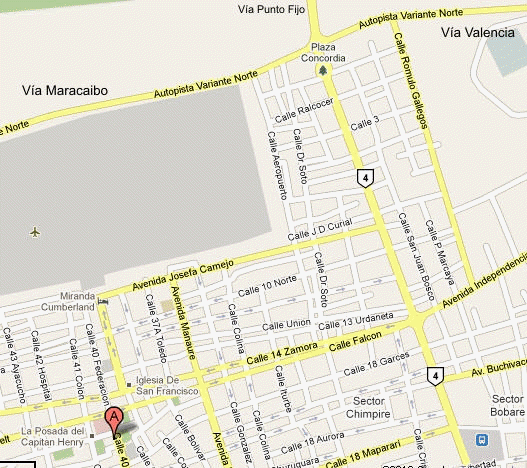 Vía Punto Fijo
Autopista Variante Norte
Vía Valencia
Plaza
Concordia
Calle Romulo Gallegos
Autopista Variante Norte
Vía Maracaibo
Norte
Calle Ralcocer
Calle 3
Calle Dr Soto
Calle Aeropuerto
4
Calle J D Curial
Calle San Juan Bosco
Calle P Marcaya
Avenida Josefa Camejo
Calle Dr Soto
Avenida Independencia
Calle 10 Norte
Miranda
Cumberland
Calle 37A Toledo
Avenida Manaure
Calle Colina
Calle Union
Calle 13 Urdaneta
Calle Falcon
Calle 14 Zamora
Calle 43 Ayacucho
Calle 42 Hospital
Calle 41 Colon
Calle 40 Federacion
Calle 18 Garces
Av. Buchivaco
4
Iglesia De
San Francisco
Calle Iturbe
Sector
Chimpire
Sector
Bobare
A
La Posada del
Capitan Henry
Calle 40
Calle Bolivar
Calle Gonzalez
Calle Colina
Calle 18 Aurora
Calle 18 Mapararí
Avenida M